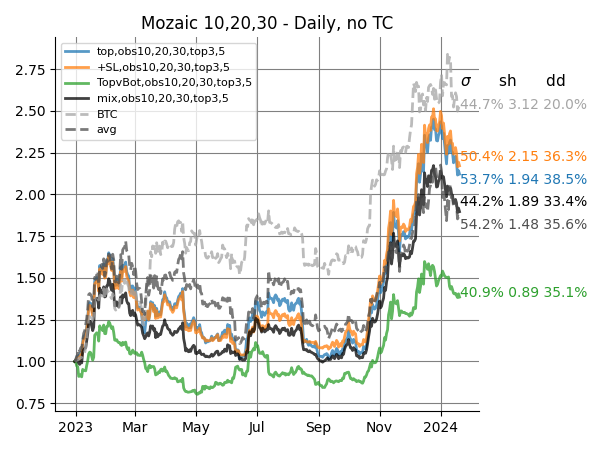 Mozaic 10,20,30 - Daily, no TC
top,obs10,20,30,top3,5
+SL,obs10,20,30,top3,5
TopvBot,obs10,20,30,top3,5
mix,obs10,20,30,top3,5
BTC
avg
σ sh dd
44.7% 3.12 20.0%
50.4% 2.15 36.3%
53.7% 1.94 38.5%
44.2% 1.89 33.4%
54.2% 1.48 35.6%
40.9% 0.89 35.1%
2.75
2.50
2.25
2.00
1.75
1.50
1.25
1.00
0.75
2023 Mar May Jul Sep Nov 2024